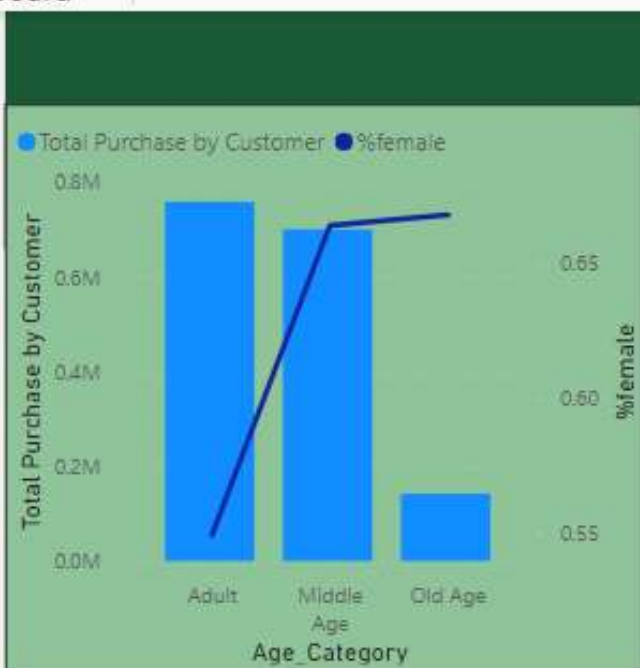 Total Purchase by Customer %female
0.8M
0.6M
0.4M
0.2M
0.0M
Total Purchase by Customer
0.65
0.60
0.55
%female
Adult Middle Age Old Age
Age_Category